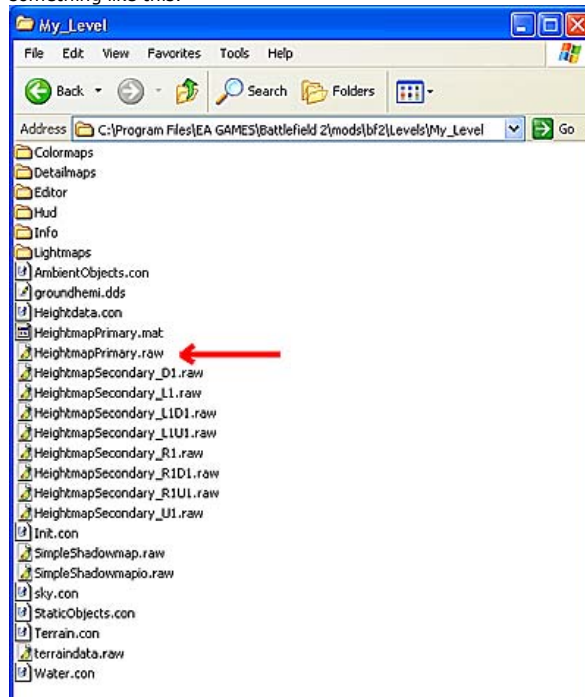 something like this:
My_Level
File Edit View Favorites Tools Help
Back Search Folders
Address C:\Program Files\EA GAMES\Battlefield 2\mods\bf2\Levels\My_Level Go
Colormaps
Detailmaps
Editor
Hud
Info
Lightmaps
AmbientObjects.con
groundhemi.dds
Heightdata.con
HeightmapPrimary.mat
HeightmapPrimary.raw
HeightmapSecondary_D1.raw
HeightmapSecondary_L1.raw
HeightmapSecondary_L1D1.raw
HeightmapSecondary_L1U1.raw
HeightmapSecondary_R1.raw
HeightmapSecondary_R1D1.raw
HeightmapSecondary_R1U1.raw
HeightmapSecondary_U1.raw
Init.con
SimpleShadowmap.raw
SimpleShadowmapio.raw
sky.con
StaticObjects.con
Terrain.con
terraindata.raw
Water.con